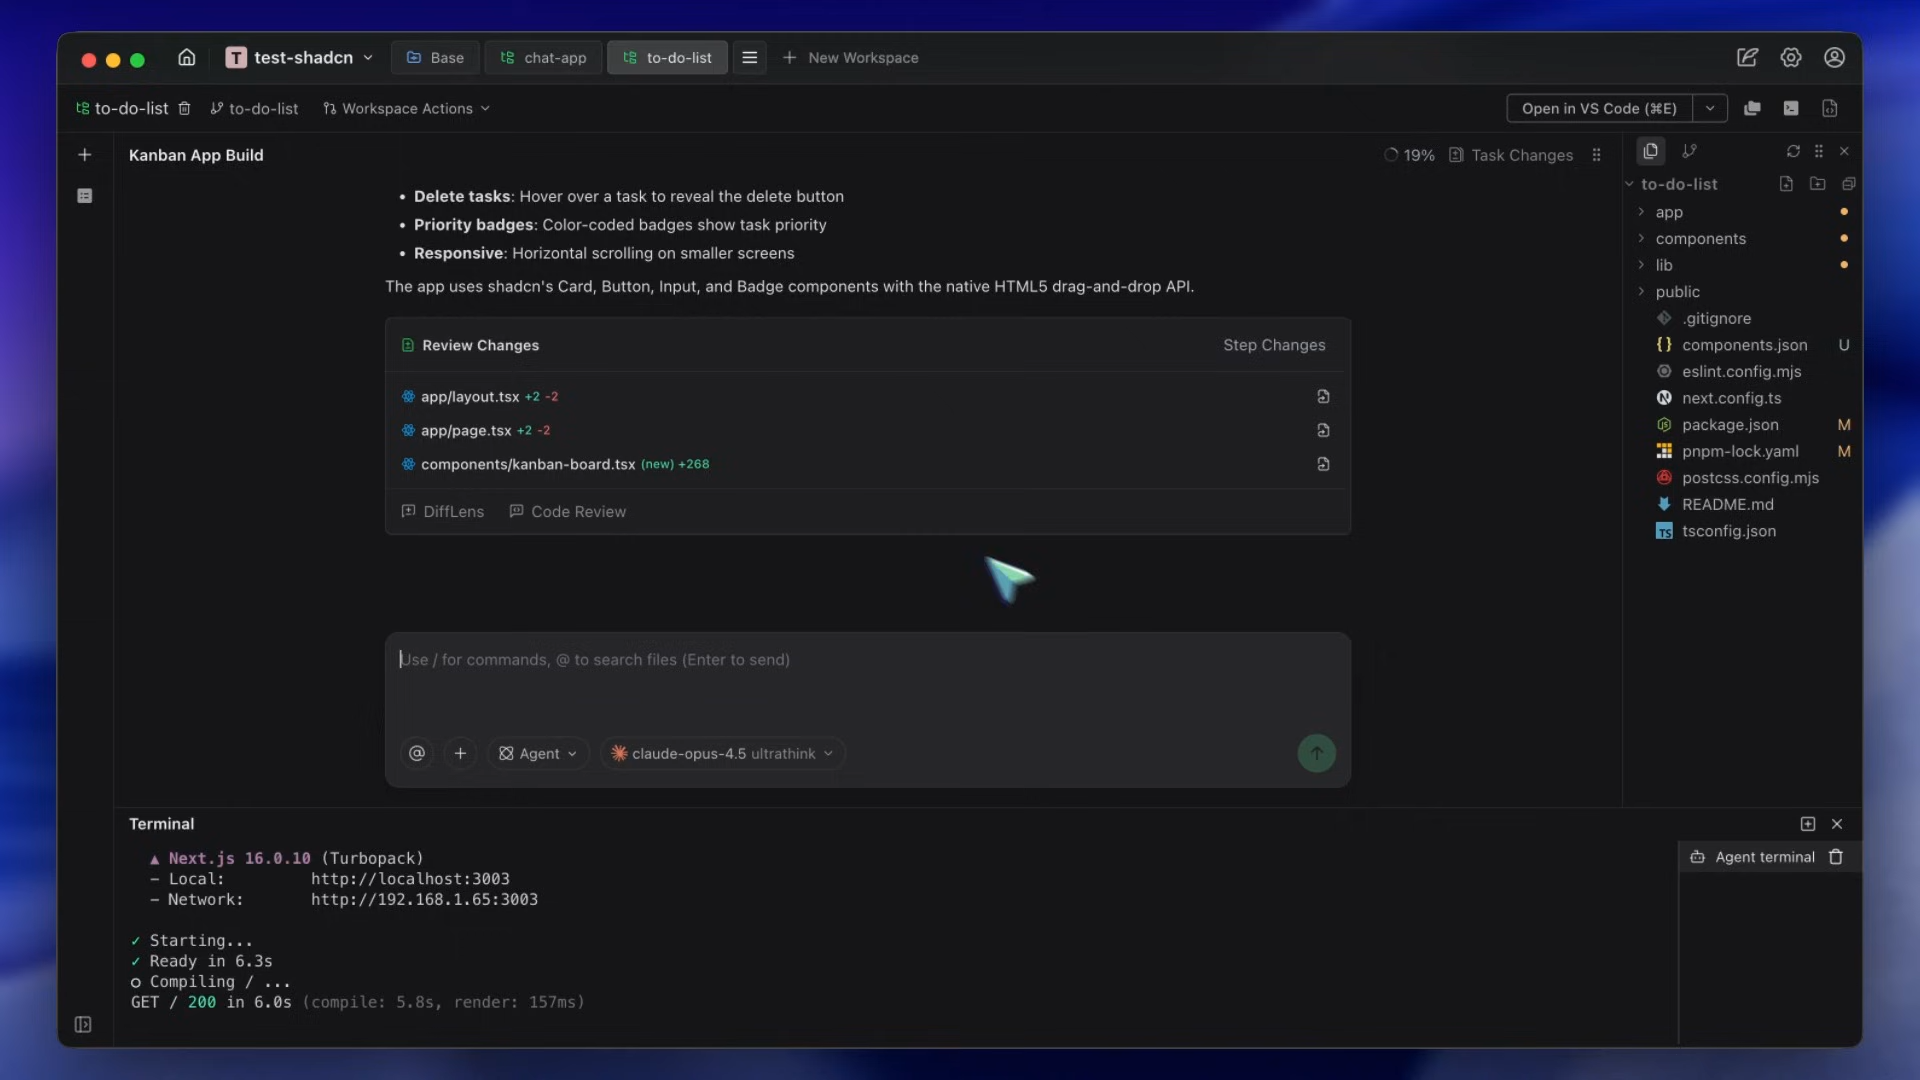 T test-shadcn Base chat-app to-do-list New Workspace
to-do-list to-do-list Workspace Actions Open in VS Code (⌘E)
Kanban App Build 19% Task Changes
• Delete tasks: Hover over a task to reveal the delete button
• Priority badges: Color-coded badges show task priority
• Responsive: Horizontal scrolling on smaller screens
The app uses shadcn's Card, Button, Input, and Badge components with the native HTML5 drag-and-drop API.
Review Changes Step Changes
app/layout.tsx +2 -2
app/page.tsx +2 -2
components/kanban-board.tsx (new) +268
DiffLens Code Review
Use / for commands, @ to search files (Enter to send)
@ + Agent claude-opus-4.5 ultrathink
to-do-list
app
components
lib
public
.gitignore
{} components.json U
eslint.config.mjs
N next.config.ts
package.json M
pnpm-lock.yaml M
postcss.config.mjs
README.md
TS tsconfig.json
Terminal
▲ Next.js 16.0.10 (Turbopack)
- Local: http://localhost:3003
- Network: http://192.168.1.65:3003
✓ Starting...
✓ Ready in 6.3s
○ Compiling / ...
GET / 200 in 6.0s (compile: 5.8s, render: 157ms)
Agent terminal